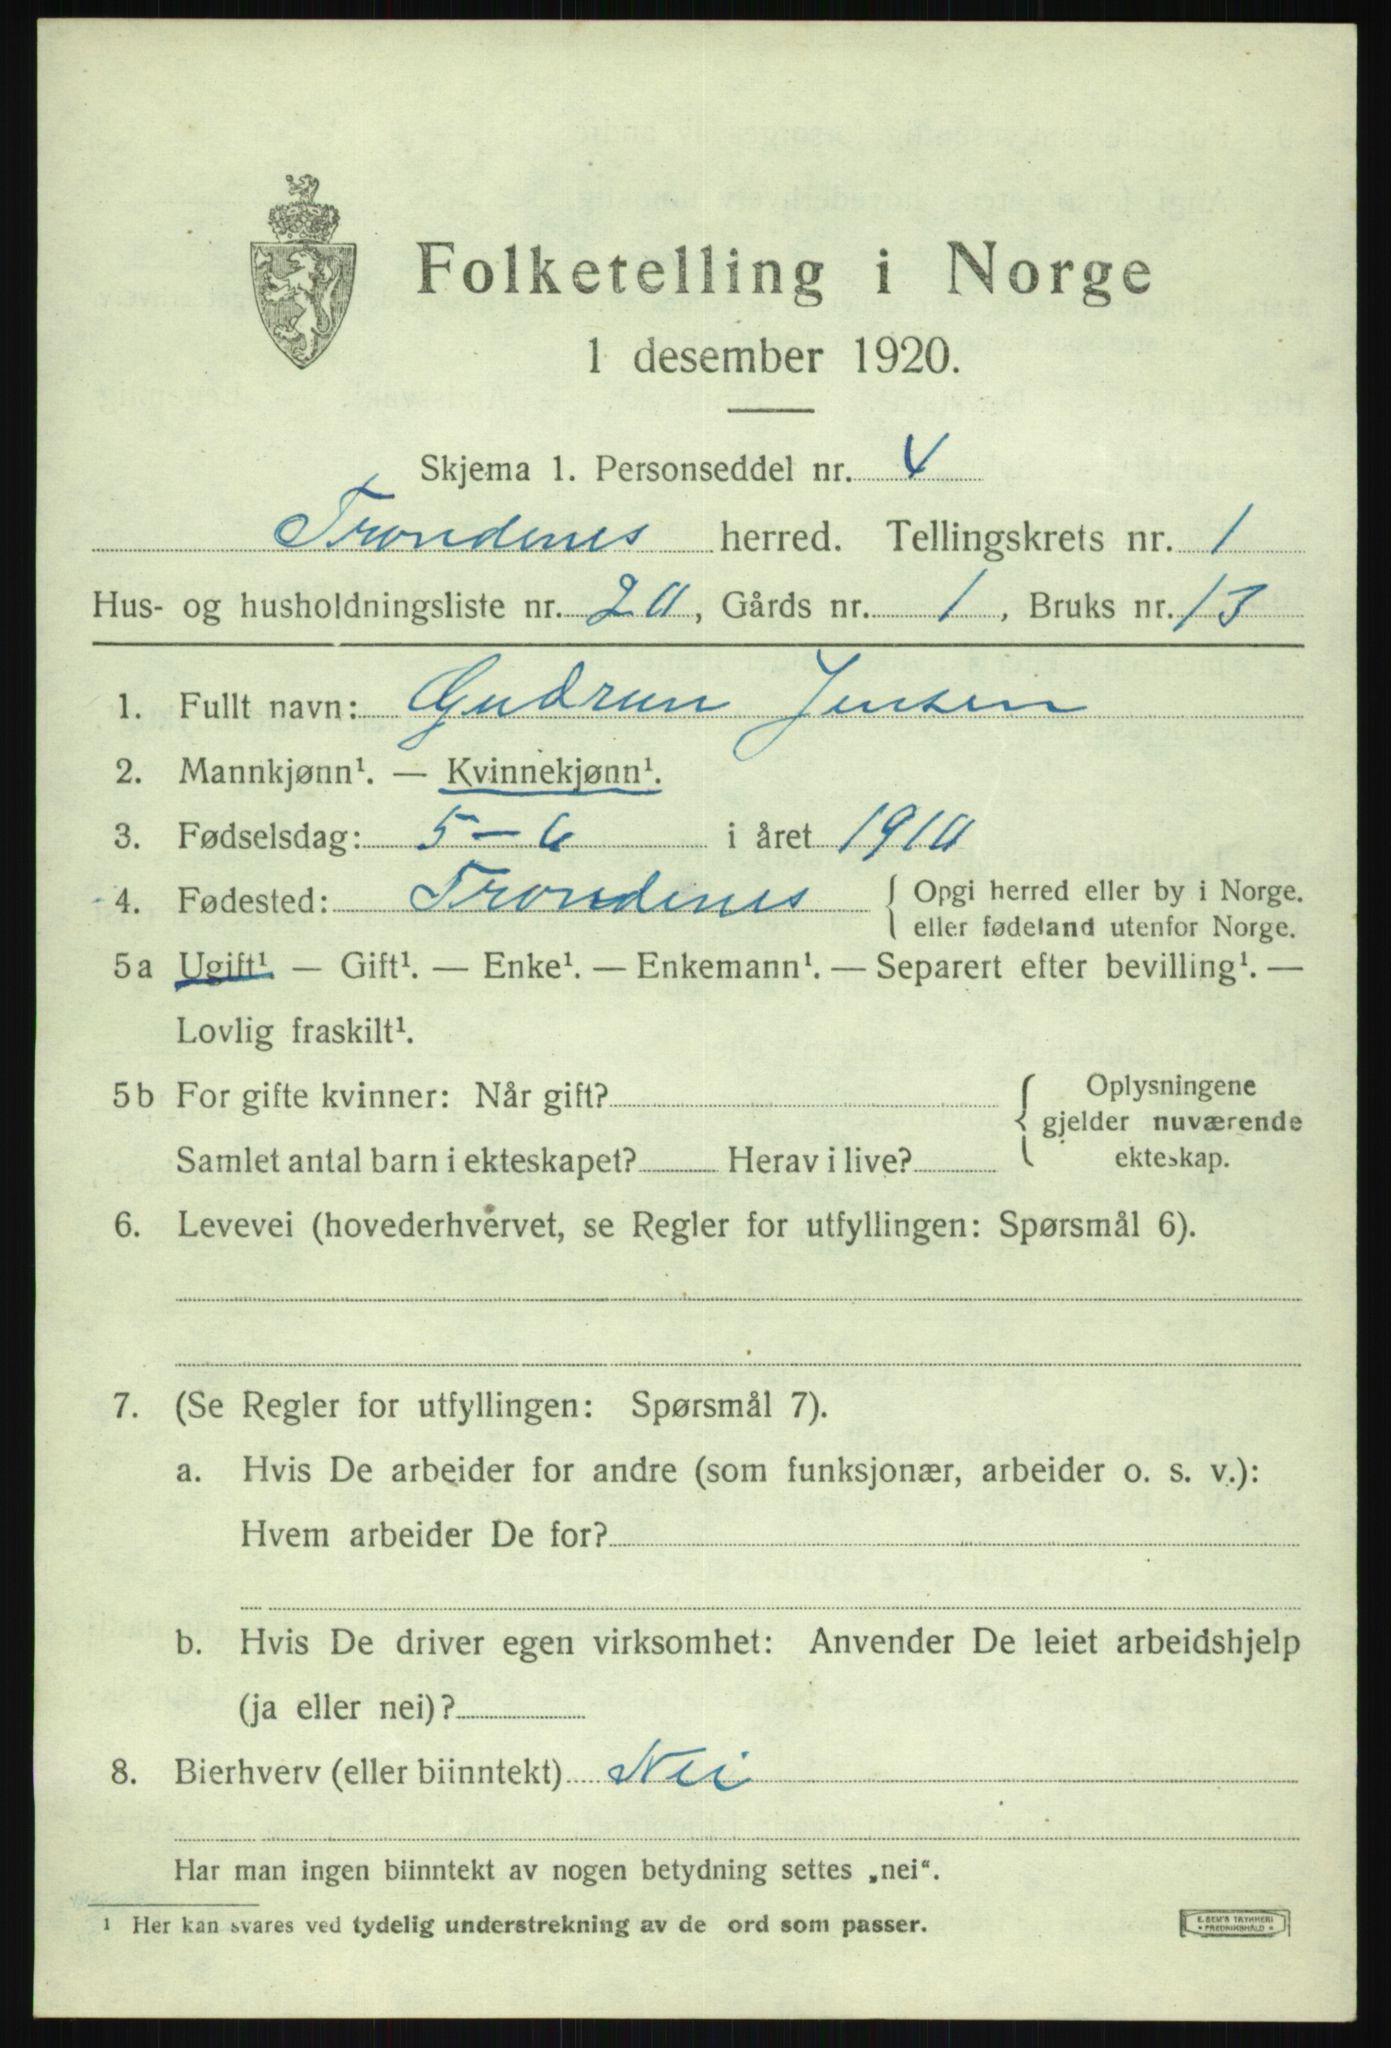 Folketelling i Norge
1 desember 1920.
Skjema 1. Personseddel nr. 4
Trondenes herred. Tellingskrets nr. 1
Hus- og husholdningsliste nr. 20, Gårds nr. 1, Bruks nr. 13
1. Fullt navn: Gudrun Jensen
2. Mannkjønn¹. — Kvinnekjønn¹.
3. Fødselsdag: 5-6 i året 1910
4. Fødested: Trondenes { Opgi herred eller by i Norge.
eller fødeland utenfor Norge.
5a Ugift¹ — Gift¹. — Enke¹. — Enkemann¹. — Separert efter bevilling¹. —
Lovlig fraskilt¹.
5b For gifte kvinner: Når gift? { Oplysningene
gjelder nuværende
Samlet antal barn i ekteskapet? Herav i live? ekteskap.
6. Levevei (hovederhvervet, se Regler for utfyllingen: Spørsmål 6).
7. (Se Regler for utfyllingen: Spørsmål 7).
a. Hvis De arbeider for andre (som funksjonær, arbeider o. s. v.):
Hvem arbeider De for?
b. Hvis De driver egen virksomhet: Anvender De leiet arbeidshjelp
(ja eller nei)?
8. Bierhverv (eller biinntekt) Nei
Har man ingen biinntekt av nogen betydning settes „nei“.
¹ Her kan svares ved tydelig understrekning av de ord som passer.
E. SEM'S TRYKKERI
* FREDRIKSHALD *